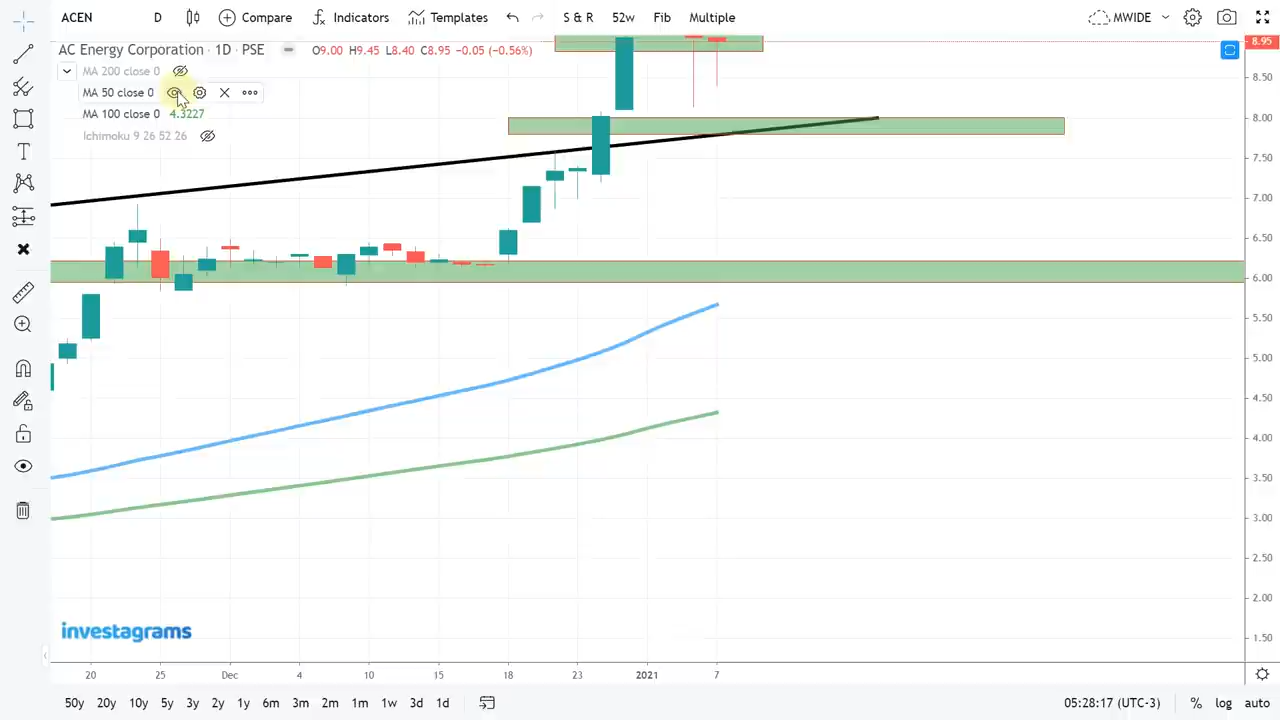 ACEN D Compare Indicators Templates S & R 52w Fib Multiple MWIDE
AC Energy Corporation · 1D · PSE O9.00 H9.45 L8.40 C8.95 -0.05 (-0.56%)
MA 200 close 0
MA 50 close 0
MA 100 close 0 4.3227
Ichimoku 9 26 52 26
8.95
8.50
8.00
7.50
7.00
6.50
6.00
5.50
5.00
4.50
4.00
3.50
3.00
2.50
2.00
1.50
investagrams
20 25 Dec 4 10 15 18 23 2021 7
50y 20y 10y 5y 3y 2y 1y 6m 3m 2m 1m 1w 3d 1d 05:28:17 (UTC-3) % log auto